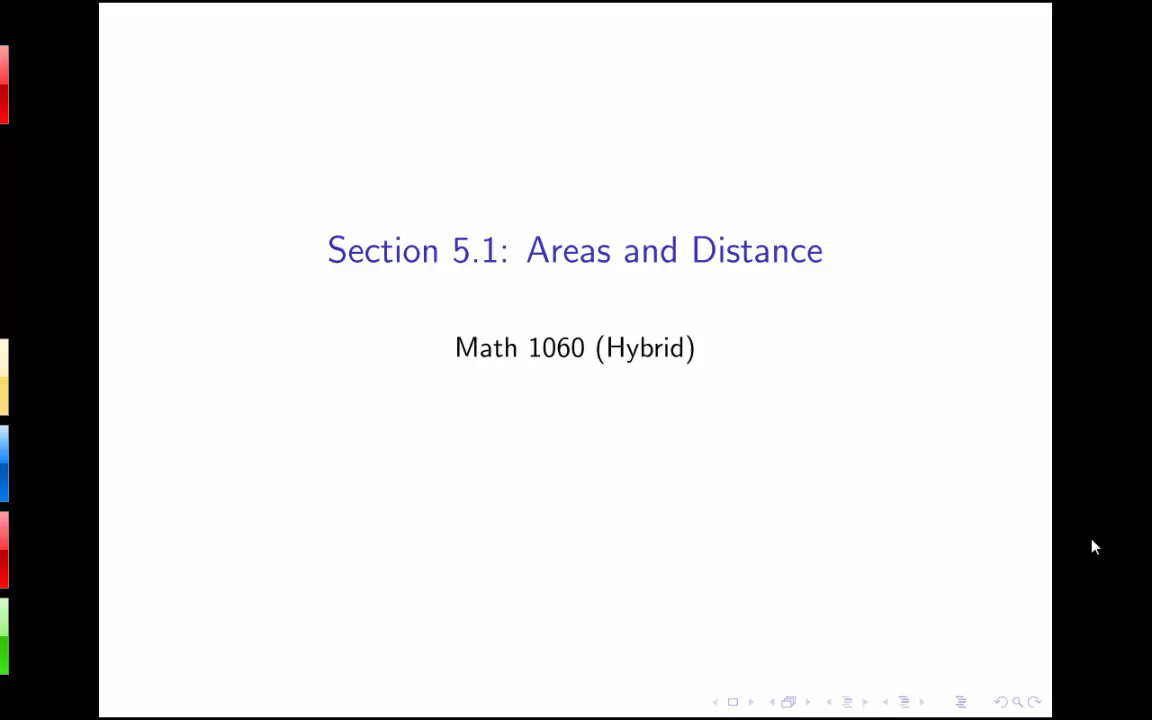 Section 5.1: Areas and Distance
Math 1060 (Hybrid)